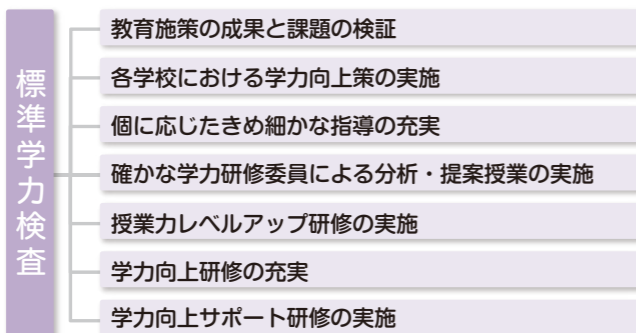 標準学力検査
教育施策の成果と課題の検証
各学校における学力向上策の実施
個に応じたきめ細かな指導の充実
確かな学力研修委員による分析・提案授業の実施
授業力レベルアップ研修の実施
学力向上研修の充実
学力向上サポート研修の実施